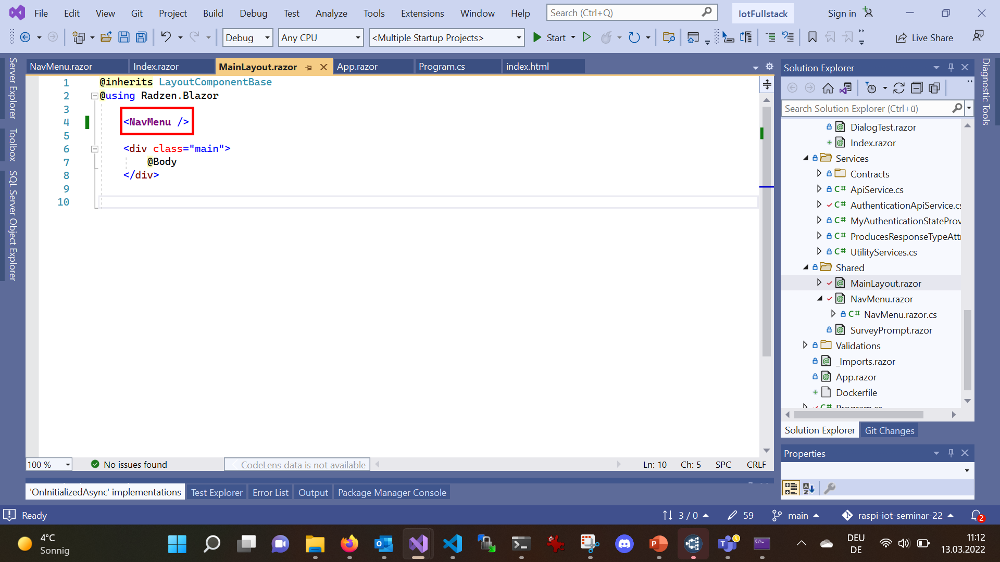 File Edit View Git Project Build Debug Test Analyze Tools Extensions Window Help Search (Ctrl+Q) IotFullstack Sign in
Debug Any CPU <Multiple Startup Projects> Start Live Share
Server Explorer
Toolbox
SQL Server Object Explorer
NavMenu.razor Index.razor MainLayout.razor App.razor Program.cs index.html
1 @inherits LayoutComponentBase
2 @using Radzen.Blazor
3
4 <NavMenu />
5
6 <div class="main">
7 @Body
8 </div>
9
10
100 % No issues found CodeLens data is not available Ln: 10 Ch: 5 SPC CRLF
'OnInitializedAsync' implementations Test Explorer Error List Output Package Manager Console
Solution Explorer
Search Solution Explorer (Ctrl+ü)
DialogTest.razor
Index.razor
Services
Contracts
C# ApiService.cs
C# AuthenticationApiService.cs
C# MyAuthenticationStateProv
C# ProducesResponseTypeAttr
C# UtilityServices.cs
Shared
MainLayout.razor
NavMenu.razor
C# NavMenu.razor.cs
SurveyPrompt.razor
Validations
_Imports.razor
App.razor
Dockerfile
C# Program.cs
Solution Explorer Git Changes
Properties
Diagnostic Tools
Ready 3 / 0 59 main raspi-iot-seminar-22 2
4°C
Sonnig
DEU
DE
11:12
13.03.2022